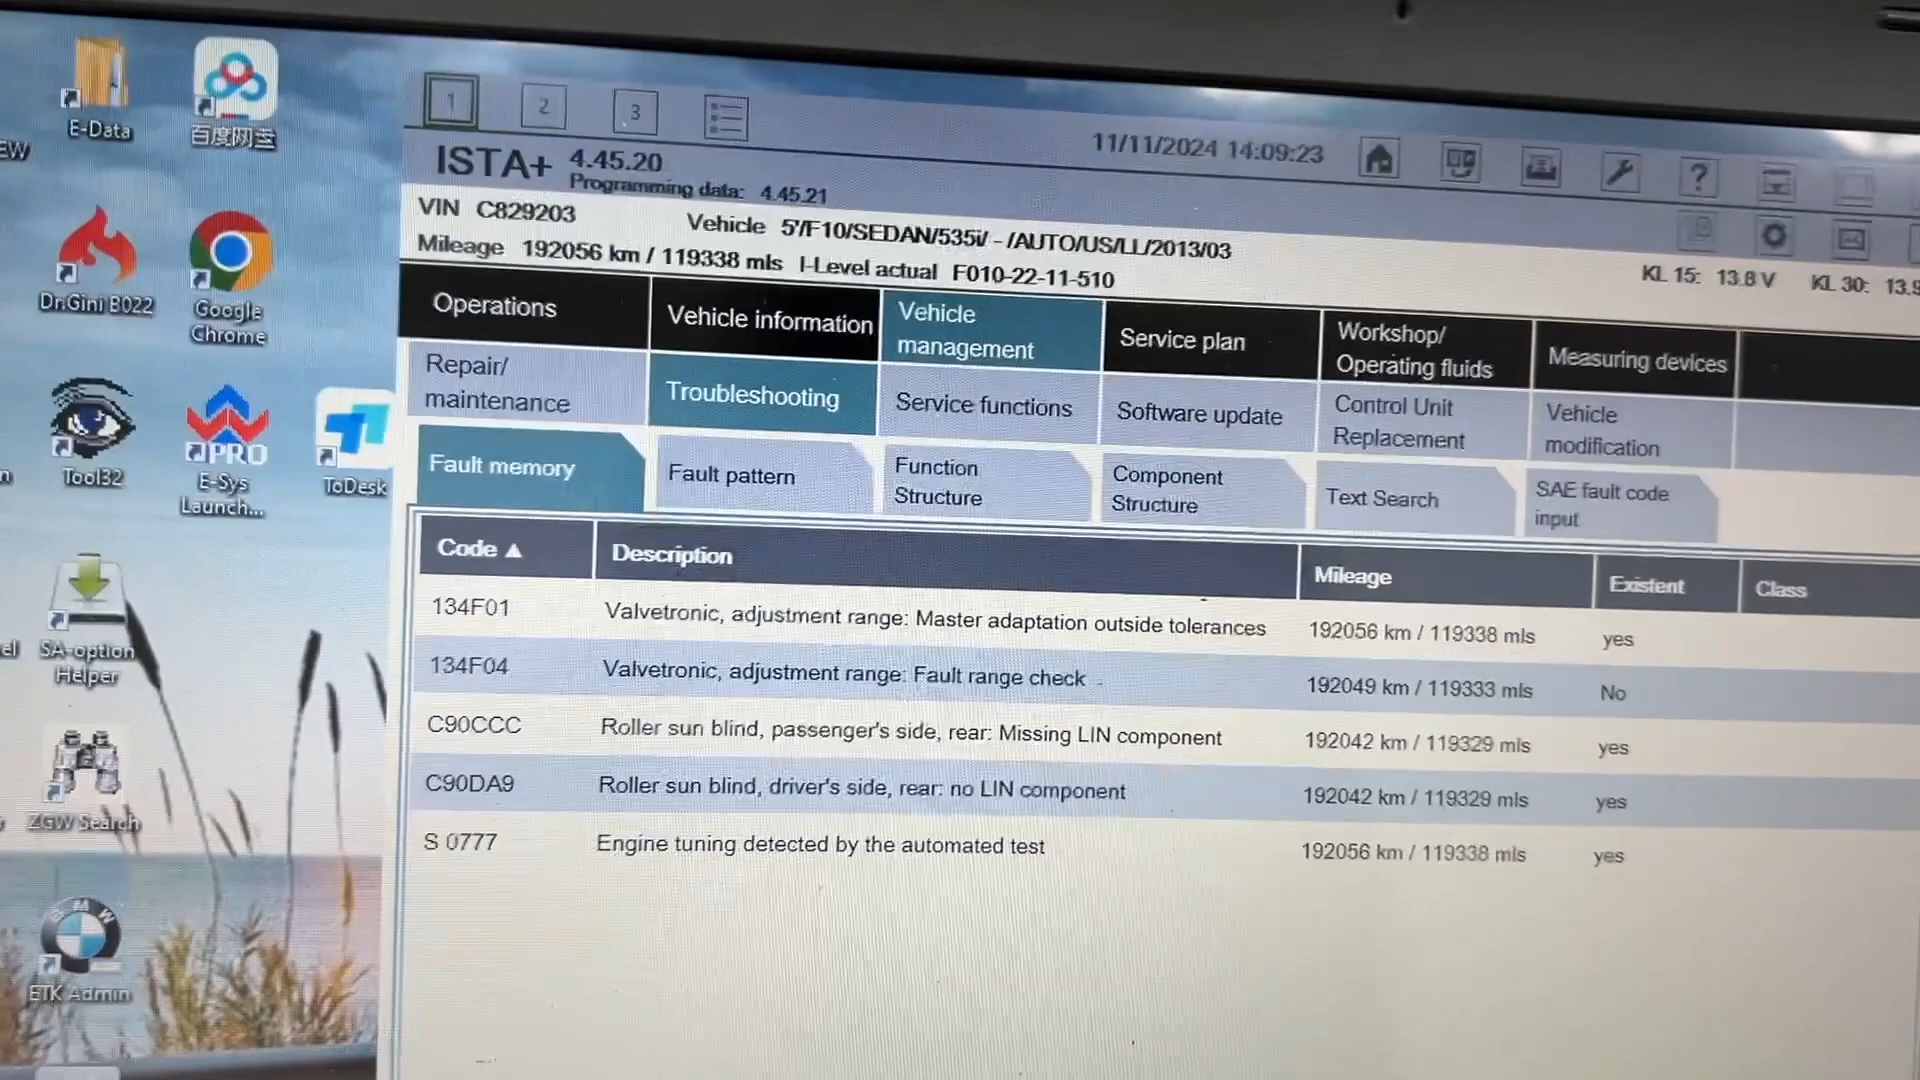 E-Data
百度网盘
EW
Dr.Gini B022
Google
Chrome
Tool32
PRO
E-Sys
Launch...
ToDesk
SA-option
Helper
el
ZGW Search
BMW
ETK Admin
1
2
3
11/11/2024 14:09:23
?
ISTA+ 4.45.20
Programming data: 4.45.21
VIN C829203
Vehicle 5'/F10/SEDAN/535i/ - /AUTO/US/LL/2013/03
Mileage 192056 km / 119338 mls I-Level actual F010-22-11-510
KL 15: 13.8 V KL 30: 13.9
Operations
Vehicle information
Vehicle
management
Service plan
Workshop/
Operating fluids
Measuring devices
Repair/
maintenance
Troubleshooting
Service functions
Software update
Control Unit
Replacement
Vehicle
modification
Fault memory
Fault pattern
Function
Structure
Component
Structure
Text Search
SAE fault code
input
Code ▲ Description Mileage Existent Class
134F01 Valvetronic, adjustment range: Master adaptation outside tolerances 192056 km / 119338 mls yes
134F04 Valvetronic, adjustment range: Fault range check 192049 km / 119333 mls No
C90CCC Roller sun blind, passenger's side, rear: Missing LIN component 192042 km / 119329 mls yes
C90DA9 Roller sun blind, driver's side, rear: no LIN component 192042 km / 119329 mls yes
S 0777 Engine tuning detected by the automated test 192056 km / 119338 mls yes